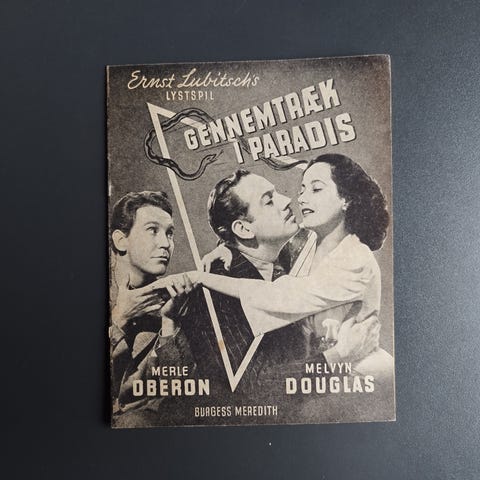 Ernst Lubitsch's
LYSTSPIL
GENNEMTRÆK
I PARADIS
MERLE
OBERON
MELVYN
DOUGLAS
BURGESS MEREDITH